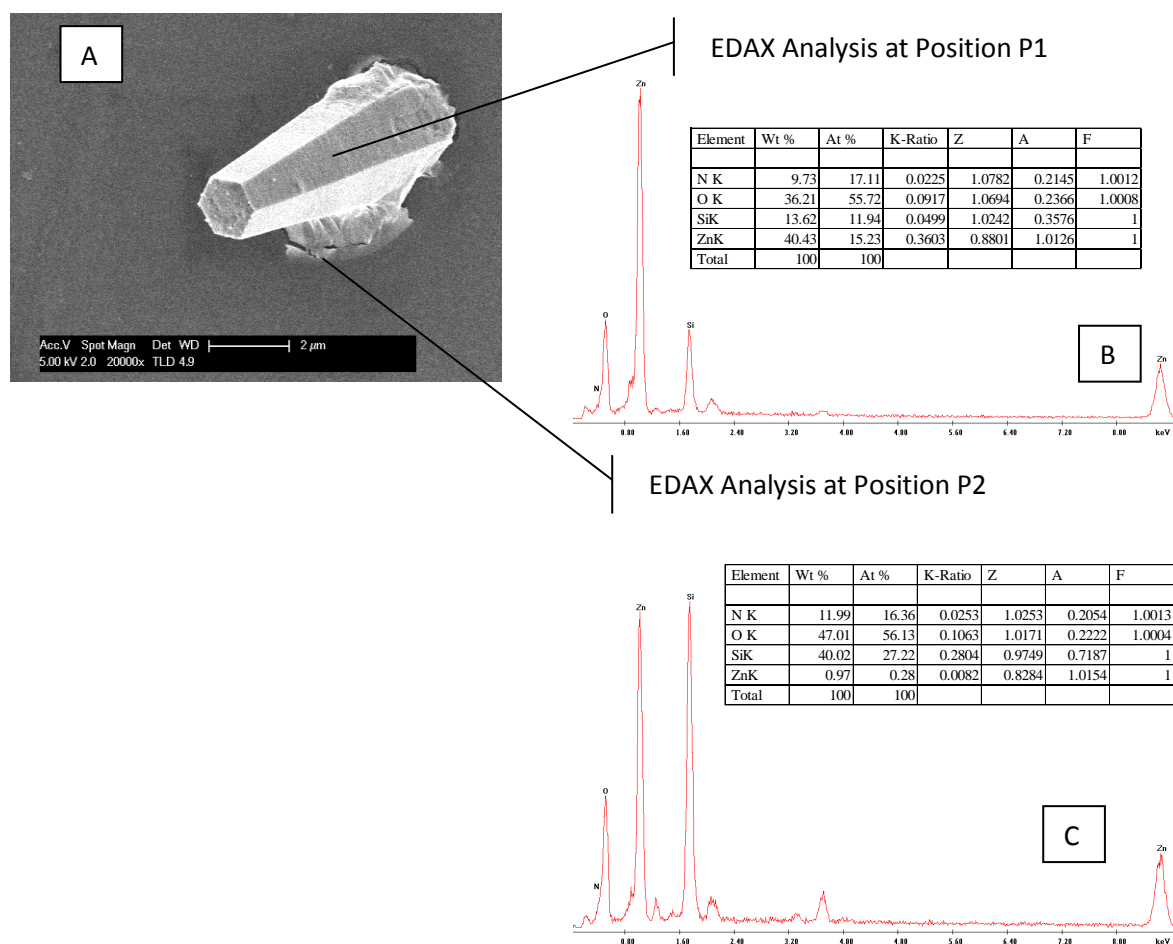 A
EDAX Analysis at Position P1
Zn
Element Wt % At % K-Ratio Z A F
N K 9.73 17.11 0.0225 1.0782 0.2145 1.0012
O K 36.21 55.72 0.0917 1.0694 0.2366 1.0008
SiK 13.62 11.94 0.0499 1.0242 0.3576 1
ZnK 40.43 15.23 0.3603 0.8801 1.0126 1
Total 100 100
O
Si
B
Zn
N
Acc.V Spot Magn Det WD 2 μm
5.00 kV 2.0 20000x TLD 4.9
0.80 1.60 2.40 3.20 4.00 4.80 5.60 6.40 7.20 8.00 keV
EDAX Analysis at Position P2
Element Wt % At % K-Ratio Z A F
N K 11.99 16.36 0.0253 1.0253 0.2054 1.0013
O K 47.01 56.13 0.1063 1.0171 0.2222 1.0004
SiK 40.02 27.22 0.2804 0.9749 0.7187 1
ZnK 0.97 0.28 0.0082 0.8284 1.0154 1
Total 100 100
Zn
Si
O
C
Zn
N
0.80 1.60 2.40 3.20 4.00 4.80 5.60 6.40 7.20 8.00 keV